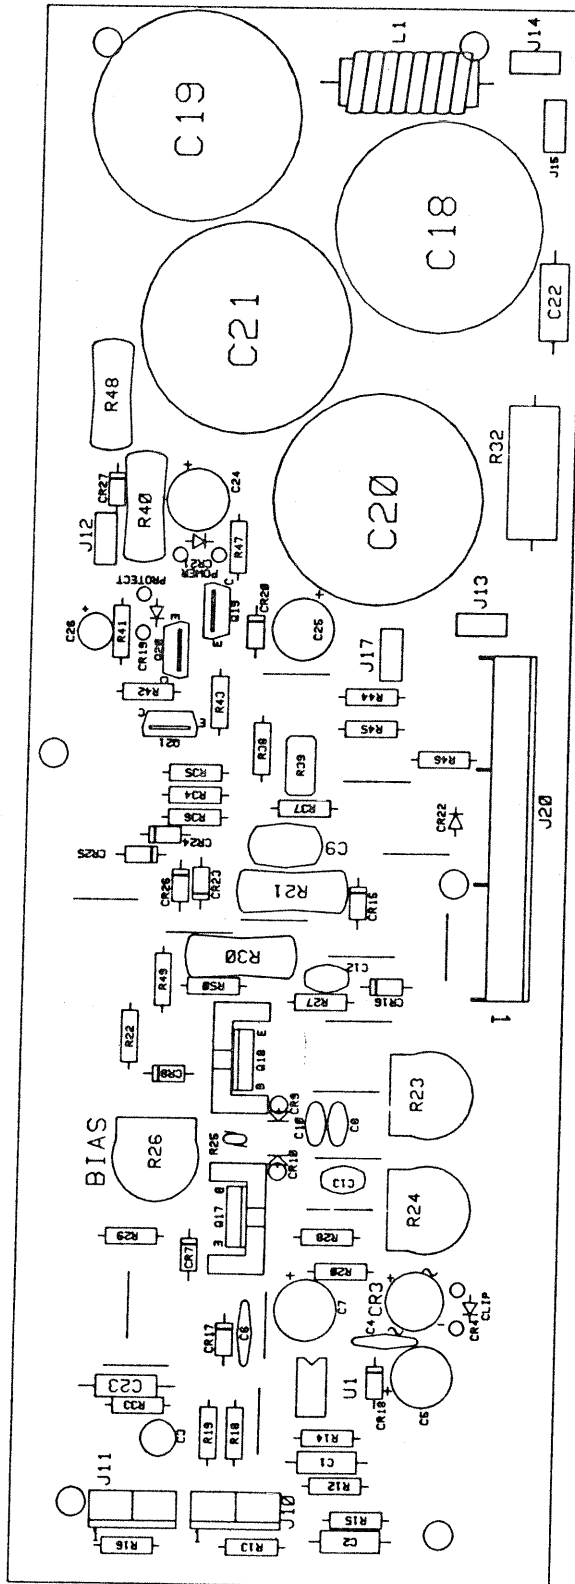 L1
J14
C19
J15
C18
C21
C22
R48
R32
CR27
R40
C24
C20
J12
CR21
POWER
R47
PROTECT
C
Q19
E
CR20
C26
R41
CR19
E
Q20
C
C25
J13
J17
R42
R43
R44
C
Q21
E
R45
R38
R39
R46
R35
R34
R36
R37
J20
CR24
CR25
C9
CR22
CR26
CR23
R21
CR15
R30
R49
R50
C12
R27
CR16
1
R22
E
Q18
B
CR8
R23
CR9
C10
C8
BIAS
R26
R25
CR10
C13
R24
Q17
R29
CR7
R28
R20
C7
CR3
CR17
C6
C4
CR4
CLIP
U1
CR18
C5
C23
R33
C3
R19
R18
R14
C1
R12
J11
J10
1
1
R16
R13
R15
C2